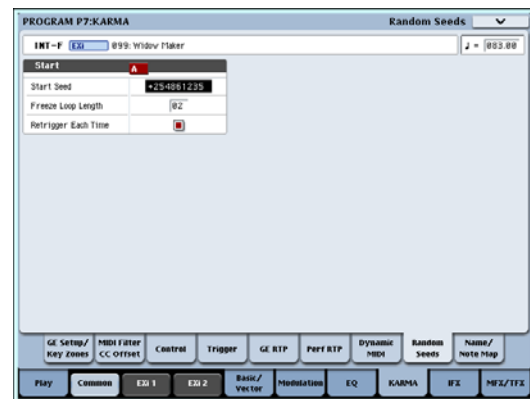 PROGRAM P7:KARMA Random Seeds
INT-F EXi 099: Widow Maker ♩ = 083.00
Start A
Start Seed +254861235
Freeze Loop Length 02
Retrigger Each Time
GE Setup/ Key Zones MIDI Filter CC Offset Control Trigger GE RTP Perf RTP Dynamic MIDI Random Seeds Name/ Note Map
Play Common EXi 1 EXi 2 Basic/ Vector Modulation EQ KARMA IFX MFX/TFX